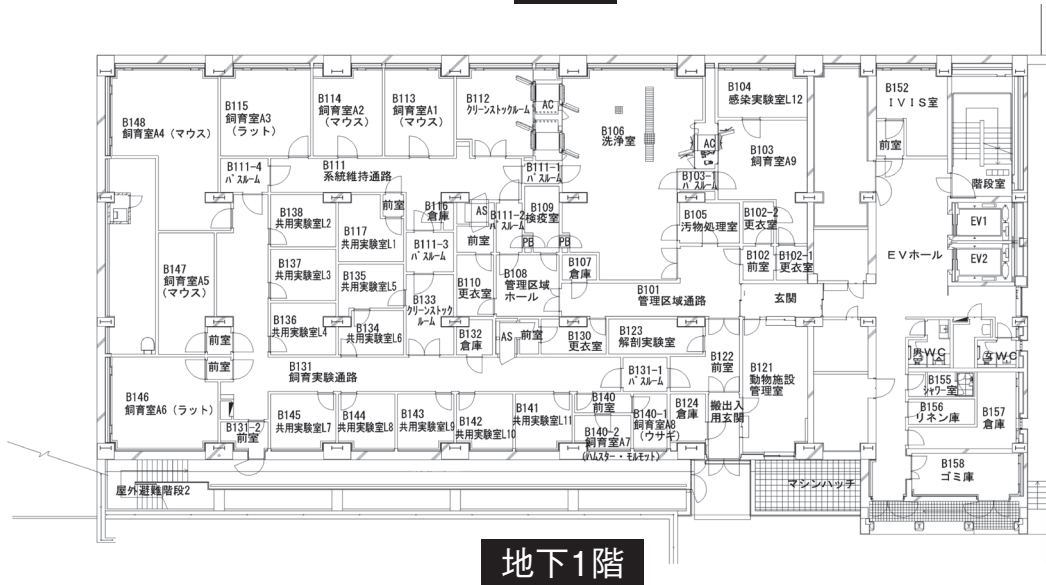 B148
飼育室A4（マウス）
B115
飼育室A3
（ラット）
B114
飼育室A2
（マウス）
B113
飼育室A1
（マウス）
B112
クリーンストックルーム
AC
B106
洗浄室
AC
B104
感染実験室L12
B103
飼育室A9
B152
ＩＶＩＳ室
前室
階段室
B111-4
ﾊﾟｽルーム
B111
系統維持通路
B111-1
ﾊﾟｽルーム
B103-1
ﾊﾟｽルーム
B138
共用実験室L2
B117
共用実験室L1
前室
B116
倉庫
AS
前室
B111-2
ﾊﾟｽルーム
B109
検疫室
PB
PB
B105
汚物処理室
B102-2
更衣室
B102
前室
B102-1
更衣室
EV1
EV2
ＥＶホール
B147
飼育室A5
（マウス）
B137
共用実験室L3
B135
共用実験室L5
B111-3
ﾊﾟｽルーム
B133
クリーンストック
ルーム
B110
更衣室
B108
管理区域
ホール
B107
倉庫
B101
管理区域通路
玄関
B136
共用実験室L4
B134
共用実験室L6
B132
倉庫
AS
前室
B130
更衣室
B123
解剖実験室
B122
前室
B121
動物施設
管理室
男WC
女WC
前室
前室
B131
飼育実験通路
B131-1
ﾊﾟｽルーム
B155
ｼｬﾜｰ室
B156
リネン庫
B157
倉庫
B146
飼育室A6（ラット）
B131-2
前室
B145
共用実験室L7
B144
共用実験室L8
B143
共用実験室L9
B142
共用実験室L10
B141
共用実験室L11
B140
前室
B140-2
飼育室A7
（ハムスター・モルモット）
B140-1
飼育室A8
（ウサギ）
B124
倉庫
搬出入
用玄関
B158
ゴミ庫
マシンハッチ
屋外避難階段2
地下1階